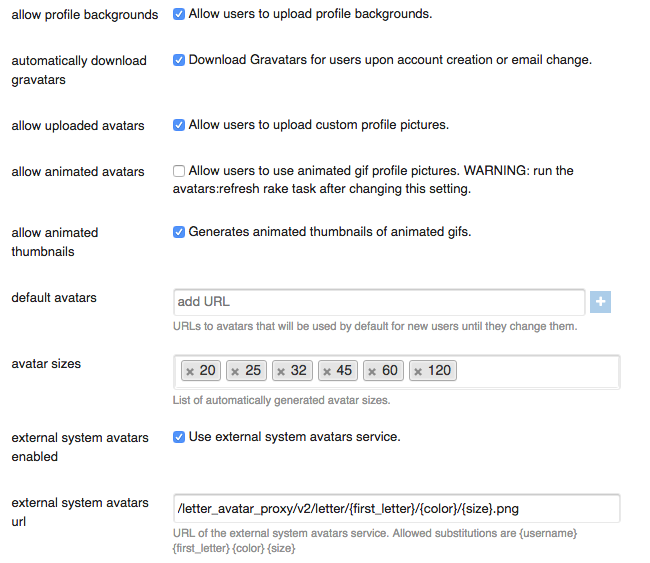 allow profile backgrounds
Allow users to upload profile backgrounds.
automatically download
gravatars
Download Gravatars for users upon account creation or email change.
allow uploaded avatars
Allow users to upload custom profile pictures.
allow animated avatars
Allow users to use animated gif profile pictures. WARNING: run the
avatars:refresh rake task after changing this setting.
allow animated
thumbnails
Generates animated thumbnails of animated gifs.
default avatars
add URL
URLs to avatars that will be used by default for new users until they change them.
avatar sizes
× 20 × 25 × 32 × 45 × 60 × 120
List of automatically generated avatar sizes.
external system avatars
enabled
Use external system avatars service.
external system avatars
url
/letter_avatar_proxy/v2/letter/{first_letter}/{color}/{size}.png
URL of the external system avatars service. Allowed substitutions are {username}
{first_letter} {color} {size}